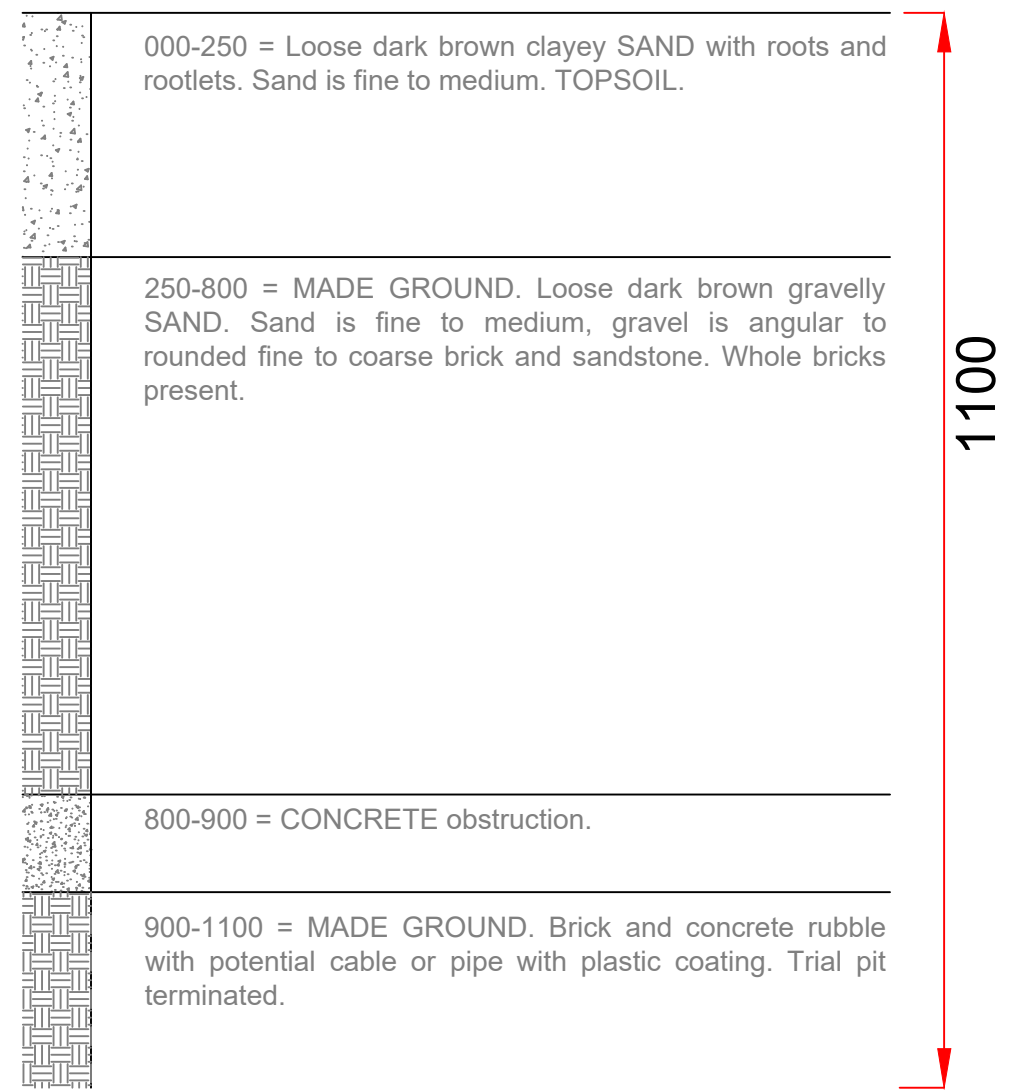 000-250 = Loose dark brown clayey SAND with roots and
rootlets. Sand is fine to medium. TOPSOIL.
250-800 = MADE GROUND. Loose dark brown gravelly
SAND. Sand is fine to medium, gravel is angular to
rounded fine to coarse brick and sandstone. Whole bricks
present.
1100
800-900 = CONCRETE obstruction.
900-1100 = MADE GROUND. Brick and concrete rubble
with potential cable or pipe with plastic coating. Trial pit
terminated.